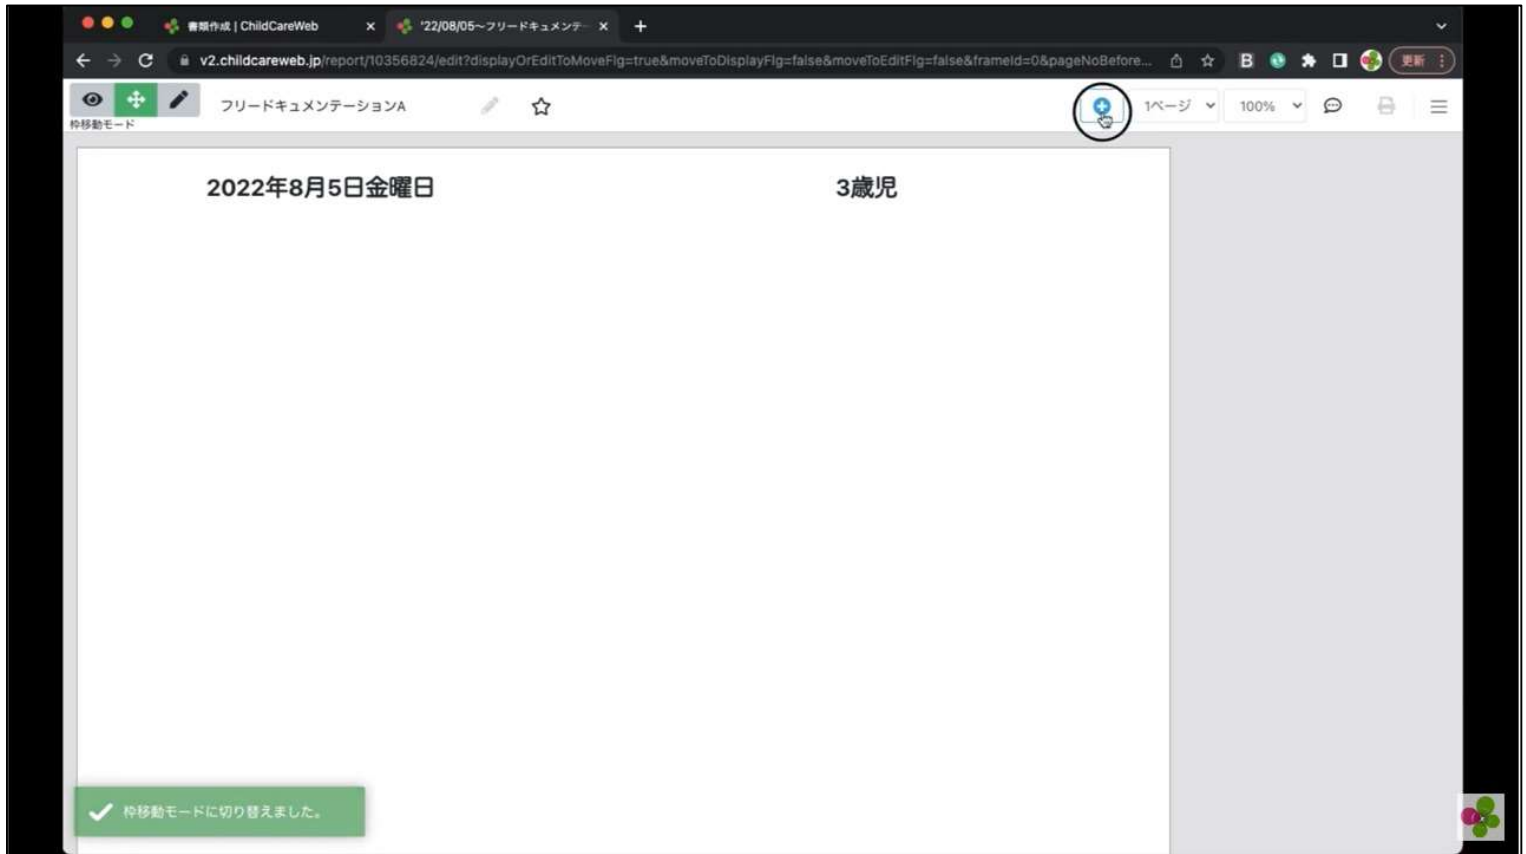 書類作成 | ChildCareWeb
'22/08/05〜フリードキュメンテ
v2.childcareweb.jp/report/10356824/edit?displayOrEditToMoveFlg=true&moveToDisplayFlg=false&moveToEditFlg=false&frameId=0&pageNoBefore...
更新
フリードキュメンテーションA
1ページ
100%
枠移動モード
2022年8月5日金曜日
3歳児
枠移動モードに切り替えました。